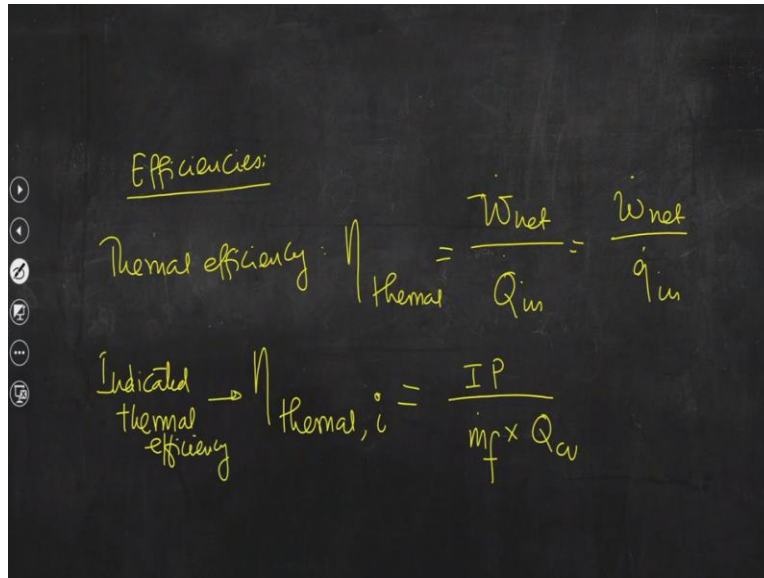 Efficiencies:
Thermal efficiency: η thermal = Ẇnet / Q̇in = ẇnet / q̇in
Indicated thermal efficiency → η thermal, i = IP / ṁf × Qcv